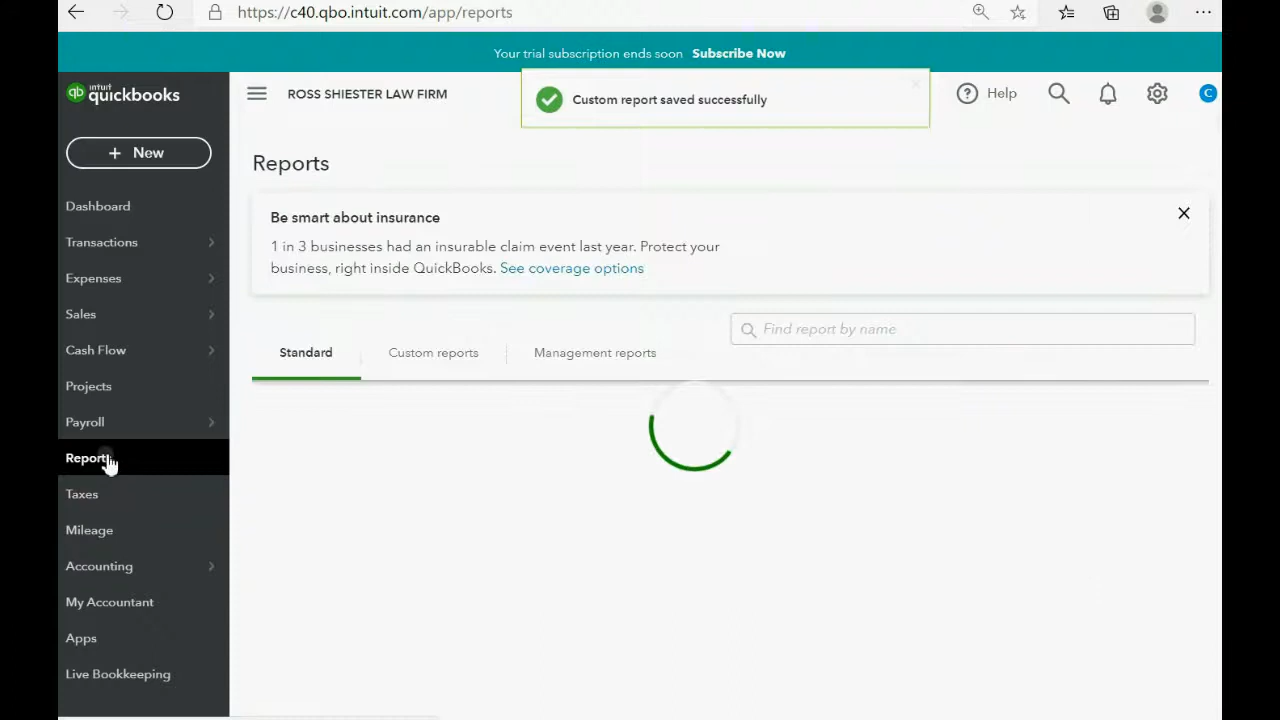 https://c40.qbo.intuit.com/app/reports
Your trial subscription ends soon Subscribe Now
qb intuit quickbooks
ROSS SHIESTER LAW FIRM
Custom report saved successfully
Help
C
+ New
Reports
Dashboard
Transactions
Expenses
Sales
Cash Flow
Projects
Payroll
Reports
Taxes
Mileage
Accounting
My Accountant
Apps
Live Bookkeeping
Be smart about insurance
1 in 3 businesses had an insurable claim event last year. Protect your
business, right inside QuickBooks. See coverage options
Find report by name
Standard
Custom reports
Management reports